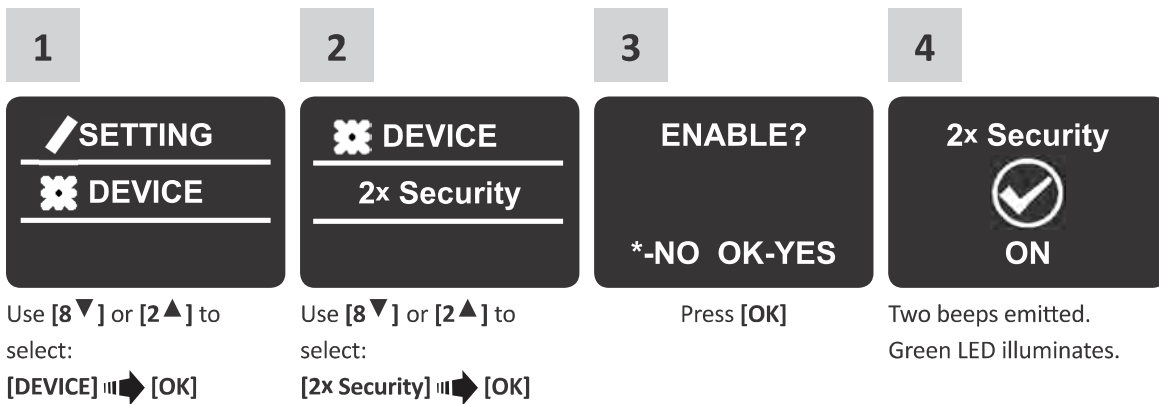 1
SETTING
DEVICE
Use [8▼] or [2▲] to
select:
[DEVICE] ➡ [OK]
2
DEVICE
2x Security
Use [8▼] or [2▲] to
select:
[2x Security] ➡ [OK]
3
ENABLE?
*-NO OK-YES
Press [OK]
4
2x Security
ON
Two beeps emitted.
Green LED illuminates.